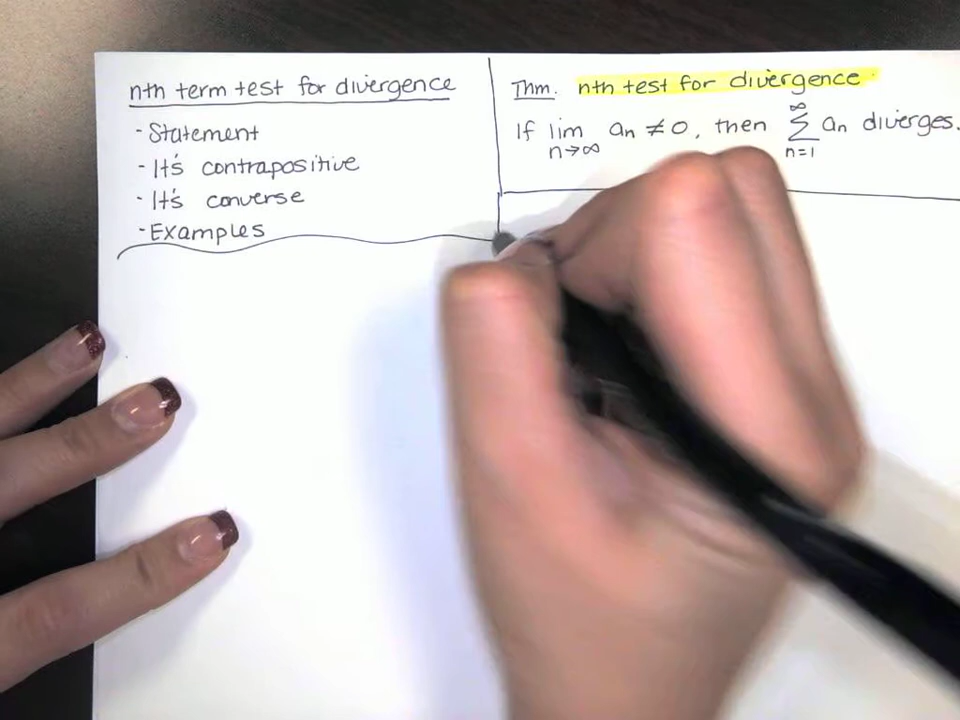 nth term test for divergence
- Statement
- It's contrapositive
- It's converse
- Examples
Thm. nth test for divergence
If lim n→∞ an ≠ 0, then ∞ Σ n=1 an diverges.